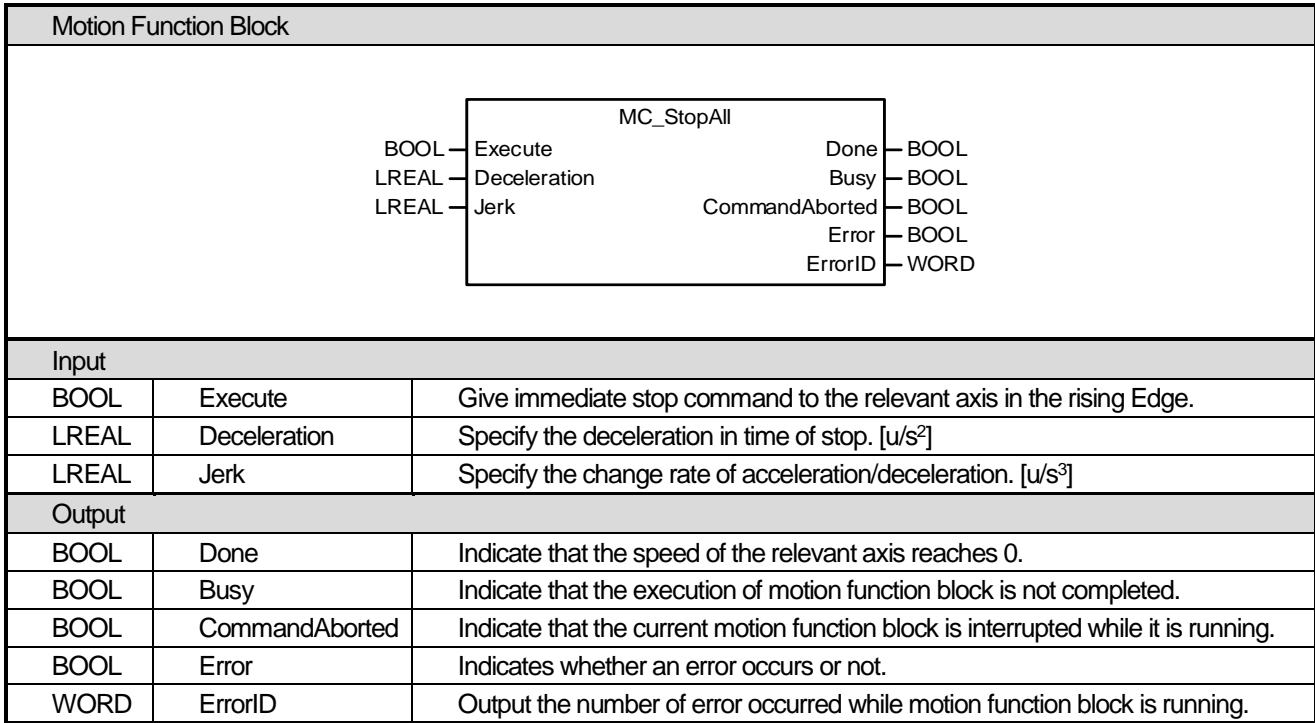 Motion Function Block
MC_StopAll
BOOL Execute Done BOOL
LREAL Deceleration Busy BOOL
LREAL Jerk CommandAborted BOOL
Error BOOL
ErrorID WORD
Input
BOOL Execute Give immediate stop command to the relevant axis in the rising Edge.
LREAL Deceleration Specify the deceleration in time of stop. [u/s²]
LREAL Jerk Specify the change rate of acceleration/deceleration. [u/s³]
Output
BOOL Done Indicate that the speed of the relevant axis reaches 0.
BOOL Busy Indicate that the execution of motion function block is not completed.
BOOL CommandAborted Indicate that the current motion function block is interrupted while it is running.
BOOL Error Indicates whether an error occurs or not.
WORD ErrorID Output the number of error occurred while motion function block is running.